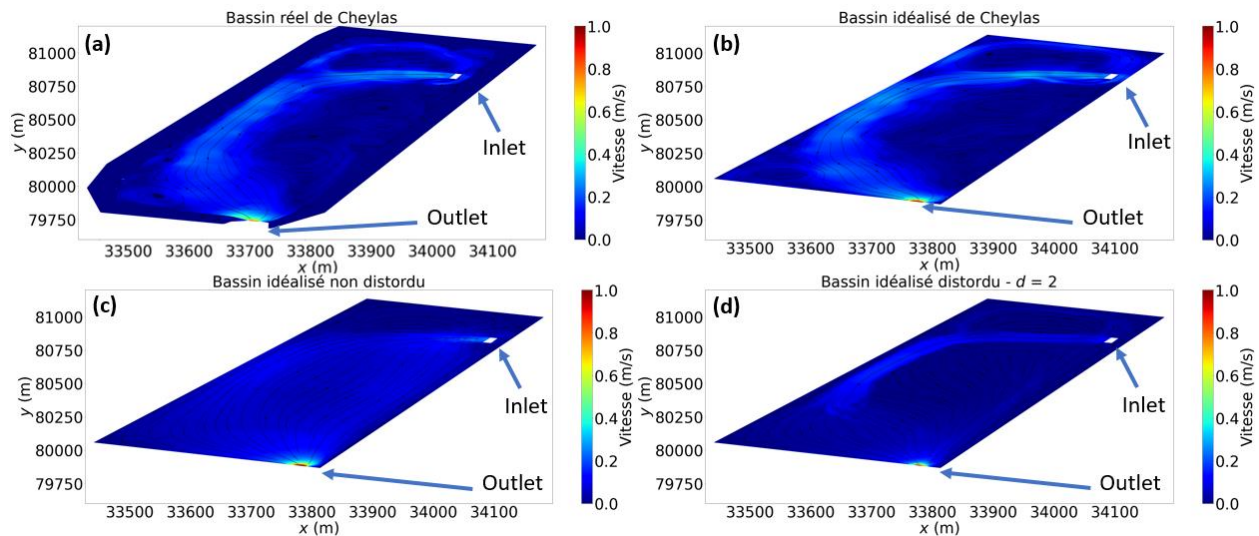 Bassin réel de Cheylas
(a)
81000
80750
80500
80250
80000
79750
y (m)
33500 33600 33700 33800 33900 34000 34100
x (m)
Inlet
Outlet
1.0
0.8
0.6
0.4
0.2
0.0
Vitesse (m/s)
Bassin idéalisé de Cheylas
(b)
81000
80750
80500
80250
80000
79750
y (m)
33500 33600 33700 33800 33900 34000 34100
x (m)
Inlet
Outlet
1.0
0.8
0.6
0.4
0.2
0.0
Vitesse (m/s)
Bassin idéalisé non distordu
(c)
81000
80750
80500
80250
80000
79750
y (m)
33500 33600 33700 33800 33900 34000 34100
x (m)
Inlet
Outlet
1.0
0.8
0.6
0.4
0.2
0.0
Vitesse (m/s)
Bassin idéalisé distordu - d = 2
(d)
81000
80750
80500
80250
80000
79750
y (m)
33500 33600 33700 33800 33900 34000 34100
x (m)
Inlet
Outlet
1.0
0.8
0.6
0.4
0.2
0.0
Vitesse (m/s)